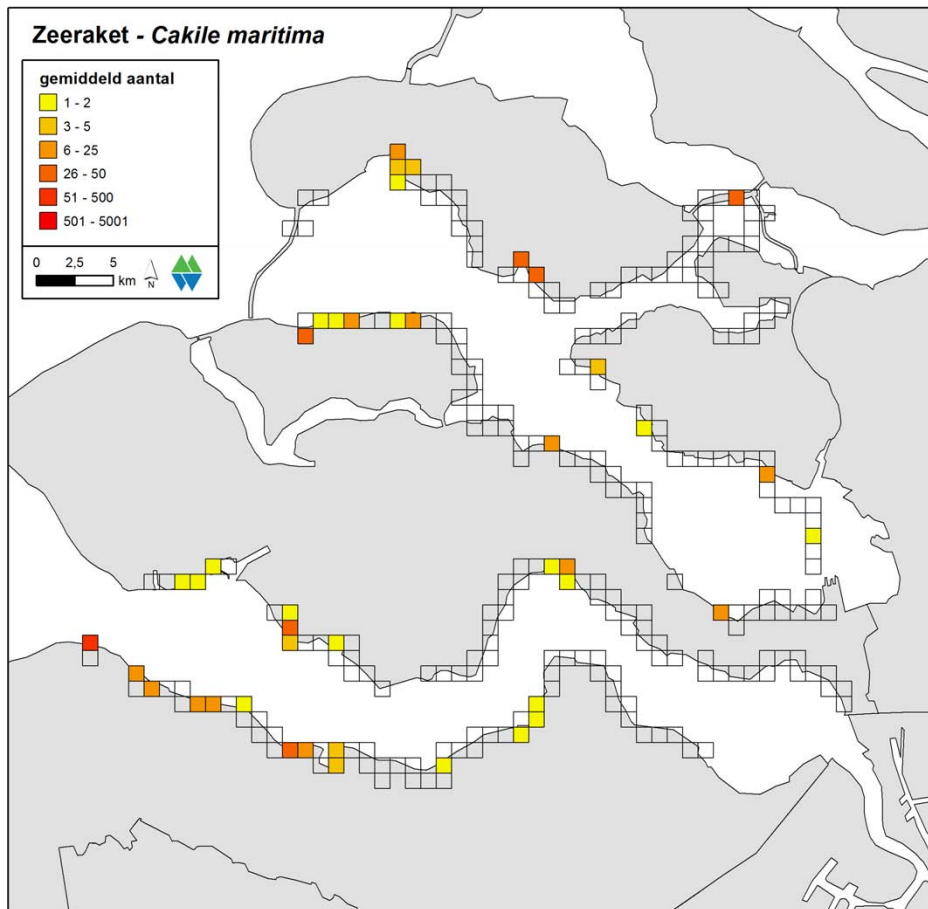 Zeeraket - Cakile maritima
gemiddeld aantal
1 - 2
3 - 5
6 - 25
26 - 50
51 - 500
501 - 5001
0 2,5 5
km
N